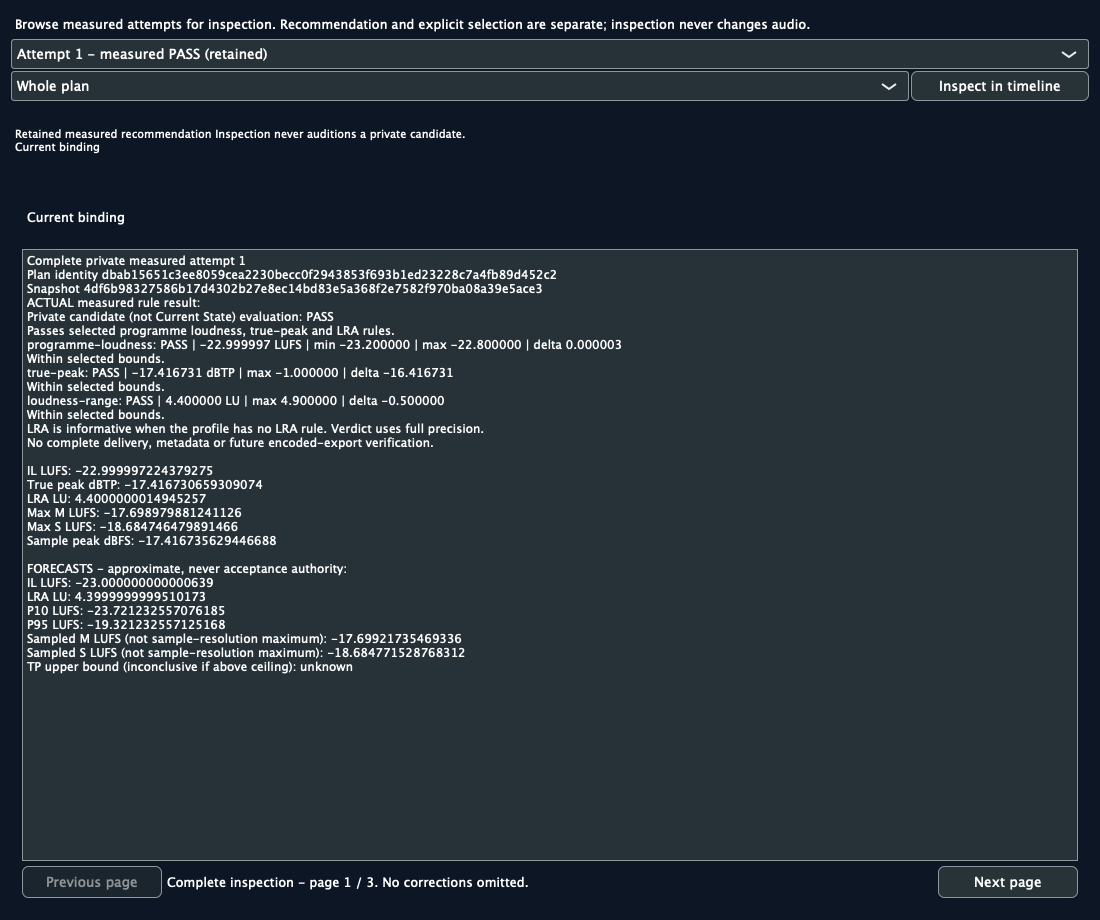 Browse measured attempts for inspection. Recommendation and explicit selection are separate; inspection never changes audio.
Attempt 1 – measured PASS (retained)
Whole plan
Inspect in timeline
Retained measured recommendation Inspection never auditions a private candidate.
Current binding
Current binding
Complete private measured attempt 1
Plan identity dbab15651c3ee8059cea2230becc0f2943853f693b1ed23228c7a4fb89d452c2
Snapshot 4df6b98327586b17d4302b27e8ec14bd83e5a368f2e7582f970ba08a39e5ace3
ACTUAL measured rule result:
Private candidate (not Current State) evaluation: PASS
Passes selected programme loudness, true-peak and LRA rules.
programme-loudness: PASS | −22.999997 LUFS | min −23.200000 | max −22.800000 | delta 0.000003
Within selected bounds.
true-peak: PASS | −17.416731 dBTP | max −1.000000 | delta −16.416731
Within selected bounds.
loudness-range: PASS | 4.400000 LU | max 4.900000 | delta −0.500000
Within selected bounds.
LRA is informative when the profile has no LRA rule. Verdict uses full precision.
No complete delivery, metadata or future encoded-export verification.
IL LUFS: −22.999997224379275
True peak dBTP: −17.416730659309074
LRA LU: 4.4000000014945257
Max M LUFS: −17.698979881241126
Max S LUFS: −18.684746479891466
Sample peak dBFS: −17.416735629446688
FORECASTS – approximate, never acceptance authority:
IL LUFS: −23.000000000000639
LRA LU: 4.3999999999510173
P10 LUFS: −23.721232557076185
P95 LUFS: −19.321232557125168
Sampled M LUFS (not sample-resolution maximum): −17.69921735469336
Sampled S LUFS (not sample-resolution maximum): −18.684771528768312
TP upper bound (inconclusive if above ceiling): unknown
Previous page
Complete inspection – page 1 / 3. No corrections omitted.
Next page